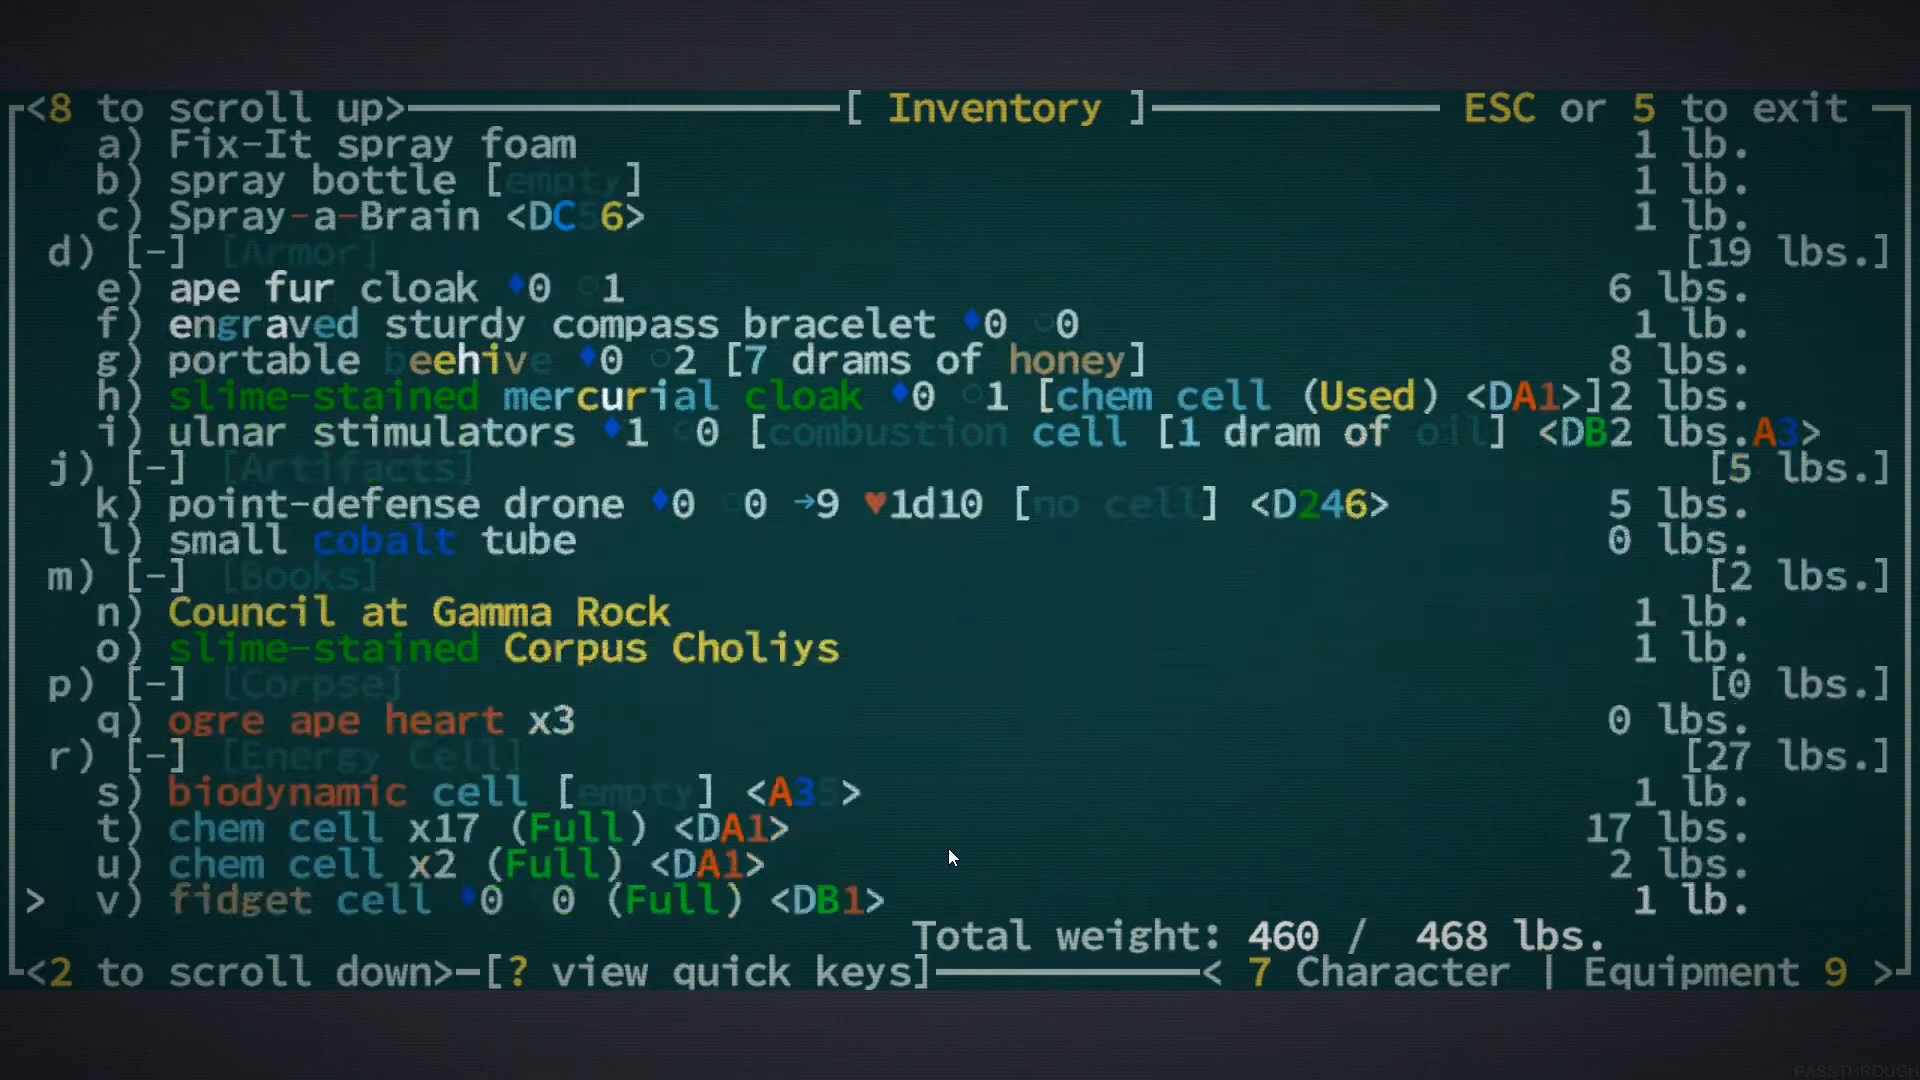 <8 to scroll up> [ Inventory ] ESC or 5 to exit
a) Fix-It spray foam 1 lb.
b) spray bottle [empty] 1 lb.
c) Spray-a-Brain <DC56> 1 lb.
d) [-] [Armor] [19 lbs.]
e) ape fur cloak ♦0 ○1 6 lbs.
f) engraved sturdy compass bracelet ♦0 ○0 1 lb.
g) portable beehive ♦0 ○2 [7 drams of honey] 8 lbs.
h) slime-stained mercurial cloak ♦0 ○1 [chem cell (Used) <DA1>]2 lbs.
i) ulnar stimulators ♦1 ○0 [combustion cell [1 dram of oil] <DB2 lbs.A3>
j) [-] [Artifacts] [5 lbs.]
k) point-defense drone ♦0 ○0 →9 ♥1d10 [no cell] <D246> 5 lbs.
l) small cobalt tube 0 lbs.
m) [-] [Books] [2 lbs.]
n) Council at Gamma Rock 1 lb.
o) slime-stained Corpus Choliys 1 lb.
p) [-] [Corpse] [0 lbs.]
q) ogre ape heart x3 0 lbs.
r) [-] [Energy Cell] [27 lbs.]
s) biodynamic cell [empty] <A35> 1 lb.
t) chem cell x17 (Full) <DA1> 17 lbs.
u) chem cell x2 (Full) <DA1> 2 lbs.
> v) fidget cell ♦0 0 (Full) <DB1> 1 lb.
Total weight: 460 / 468 lbs.
<2 to scroll down> [? view quick keys] < 7 Character | Equipment 9 >
PASSTHROUGH